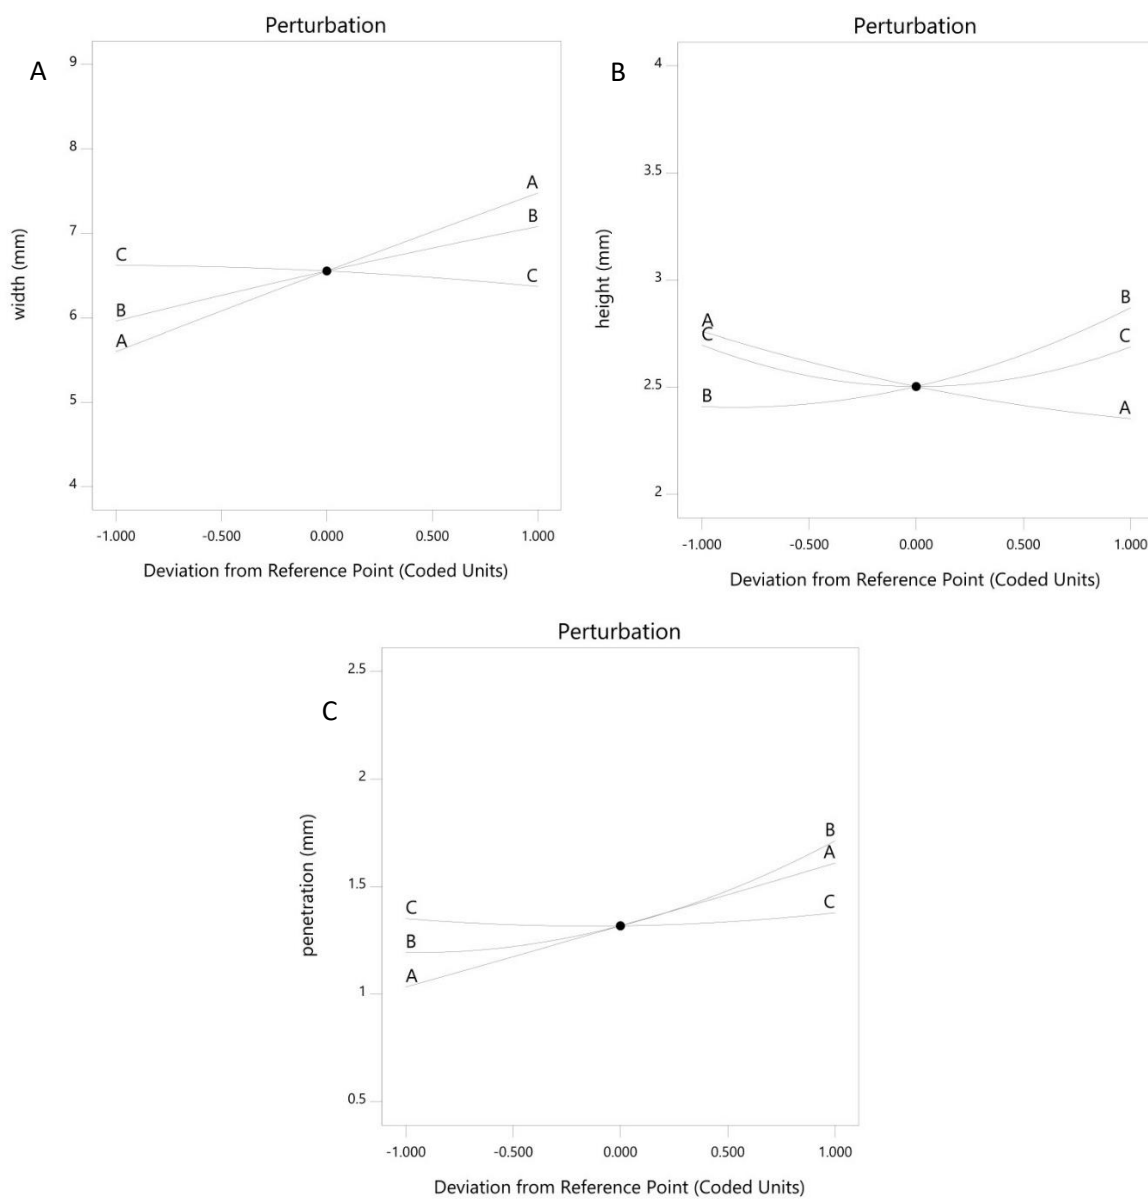 Perturbation
A
9
8
7
6
5
4
width (mm)
C
B
A
A
B
C
-1.000
-0.500
0.000
0.500
1.000
Deviation from Reference Point (Coded Units)
Perturbation
B
4
3.5
3
2.5
2
height (mm)
A
C
B
B
C
A
-1.000
-0.500
0.000
0.500
1.000
Deviation from Reference Point (Coded Units)
Perturbation
C
2.5
2
1.5
1
0.5
penetration (mm)
C
B
A
B
A
C
-1.000
-0.500
0.000
0.500
1.000
Deviation from Reference Point (Coded Units)